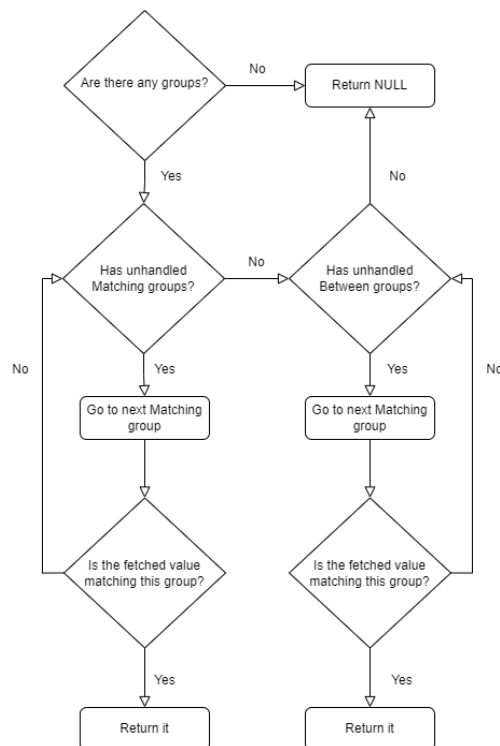 Are there any groups?
No
Return NULL
Yes
No
Has unhandled
Matching groups?
No
Has unhandled
Between groups?
No
No
Yes
Yes
Go to next Matching
group
Go to next Matching
group
Is the fetched value
matching this group?
Is the fetched value
matching this group?
Yes
Yes
Return it
Return it